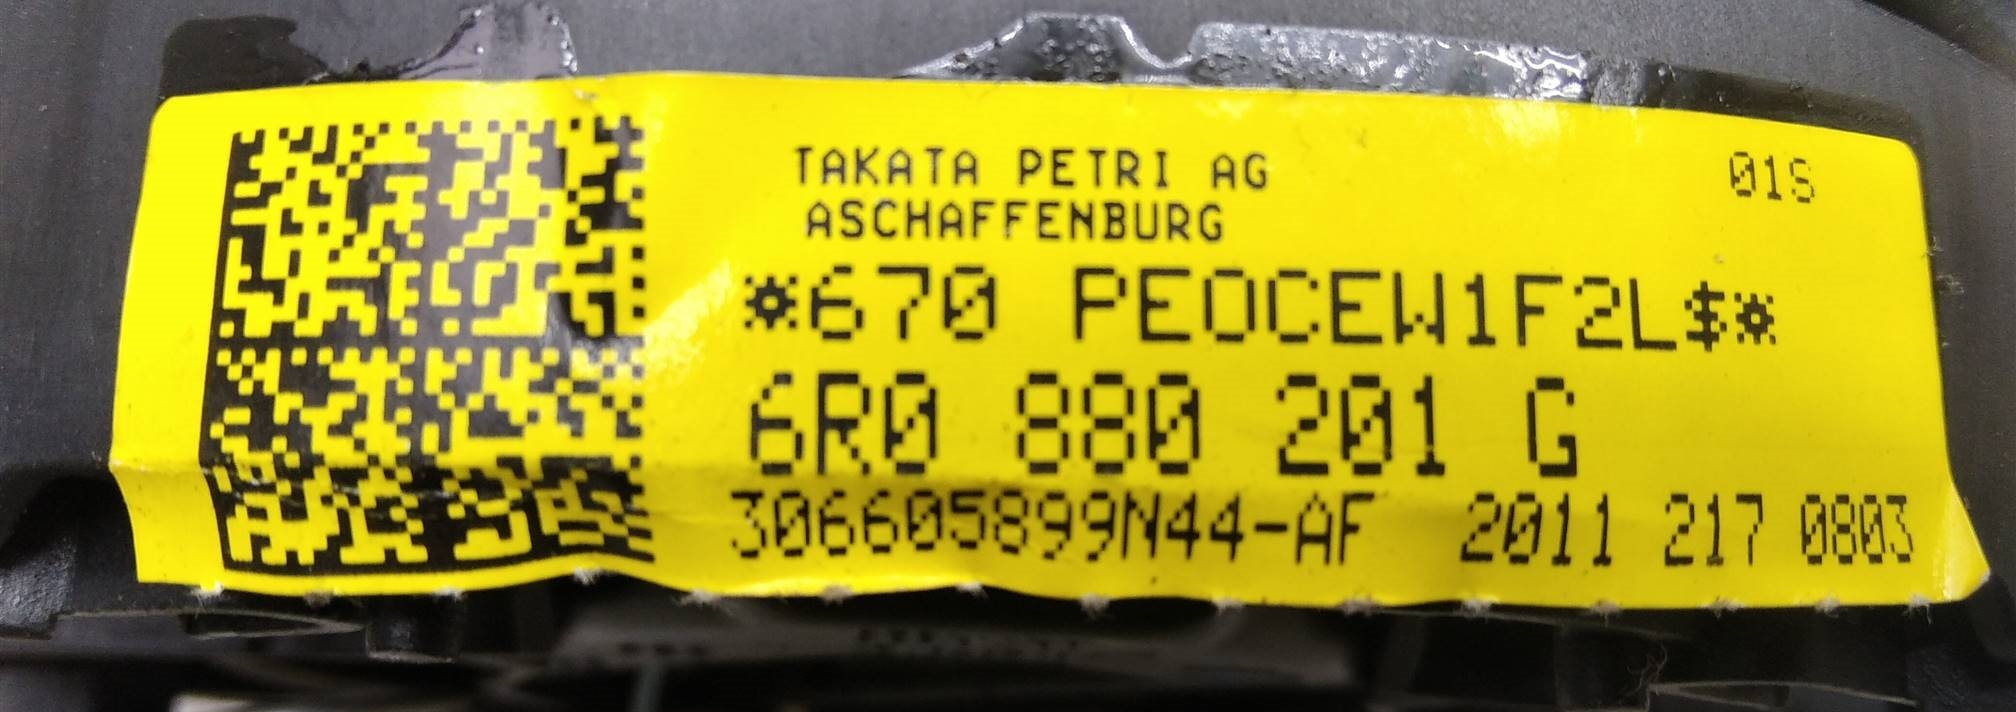 TAKATA PETRI AG
01S
ASCHAFFENBURG
*670 PEOCEW1F2L$*
6R0 880 201 G
306605899N44-AF 2011 217 0803